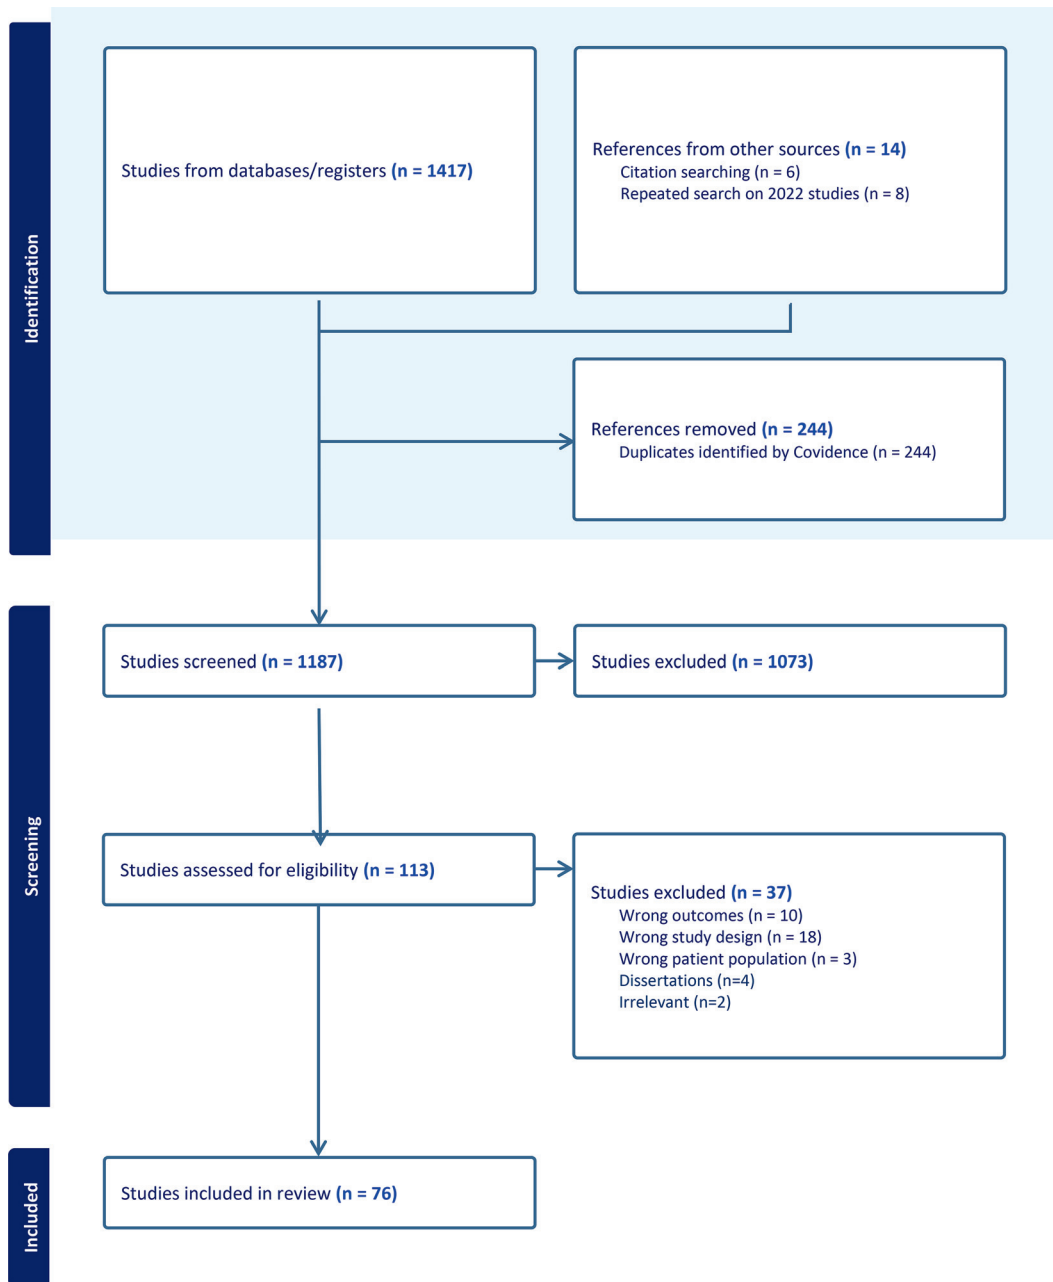 Identification
Studies from databases/registers (n = 1417)
References from other sources (n = 14)
Citation searching (n = 6)
Repeated search on 2022 studies (n = 8)
References removed (n = 244)
Duplicates identified by Covidence (n = 244)
Screening
Studies screened (n = 1187)
Studies excluded (n = 1073)
Studies assessed for eligibility (n = 113)
Studies excluded (n = 37)
Wrong outcomes (n = 10)
Wrong study design (n = 18)
Wrong patient population (n = 3)
Dissertations (n=4)
Irrelevant (n=2)
Included
Studies included in review (n = 76)